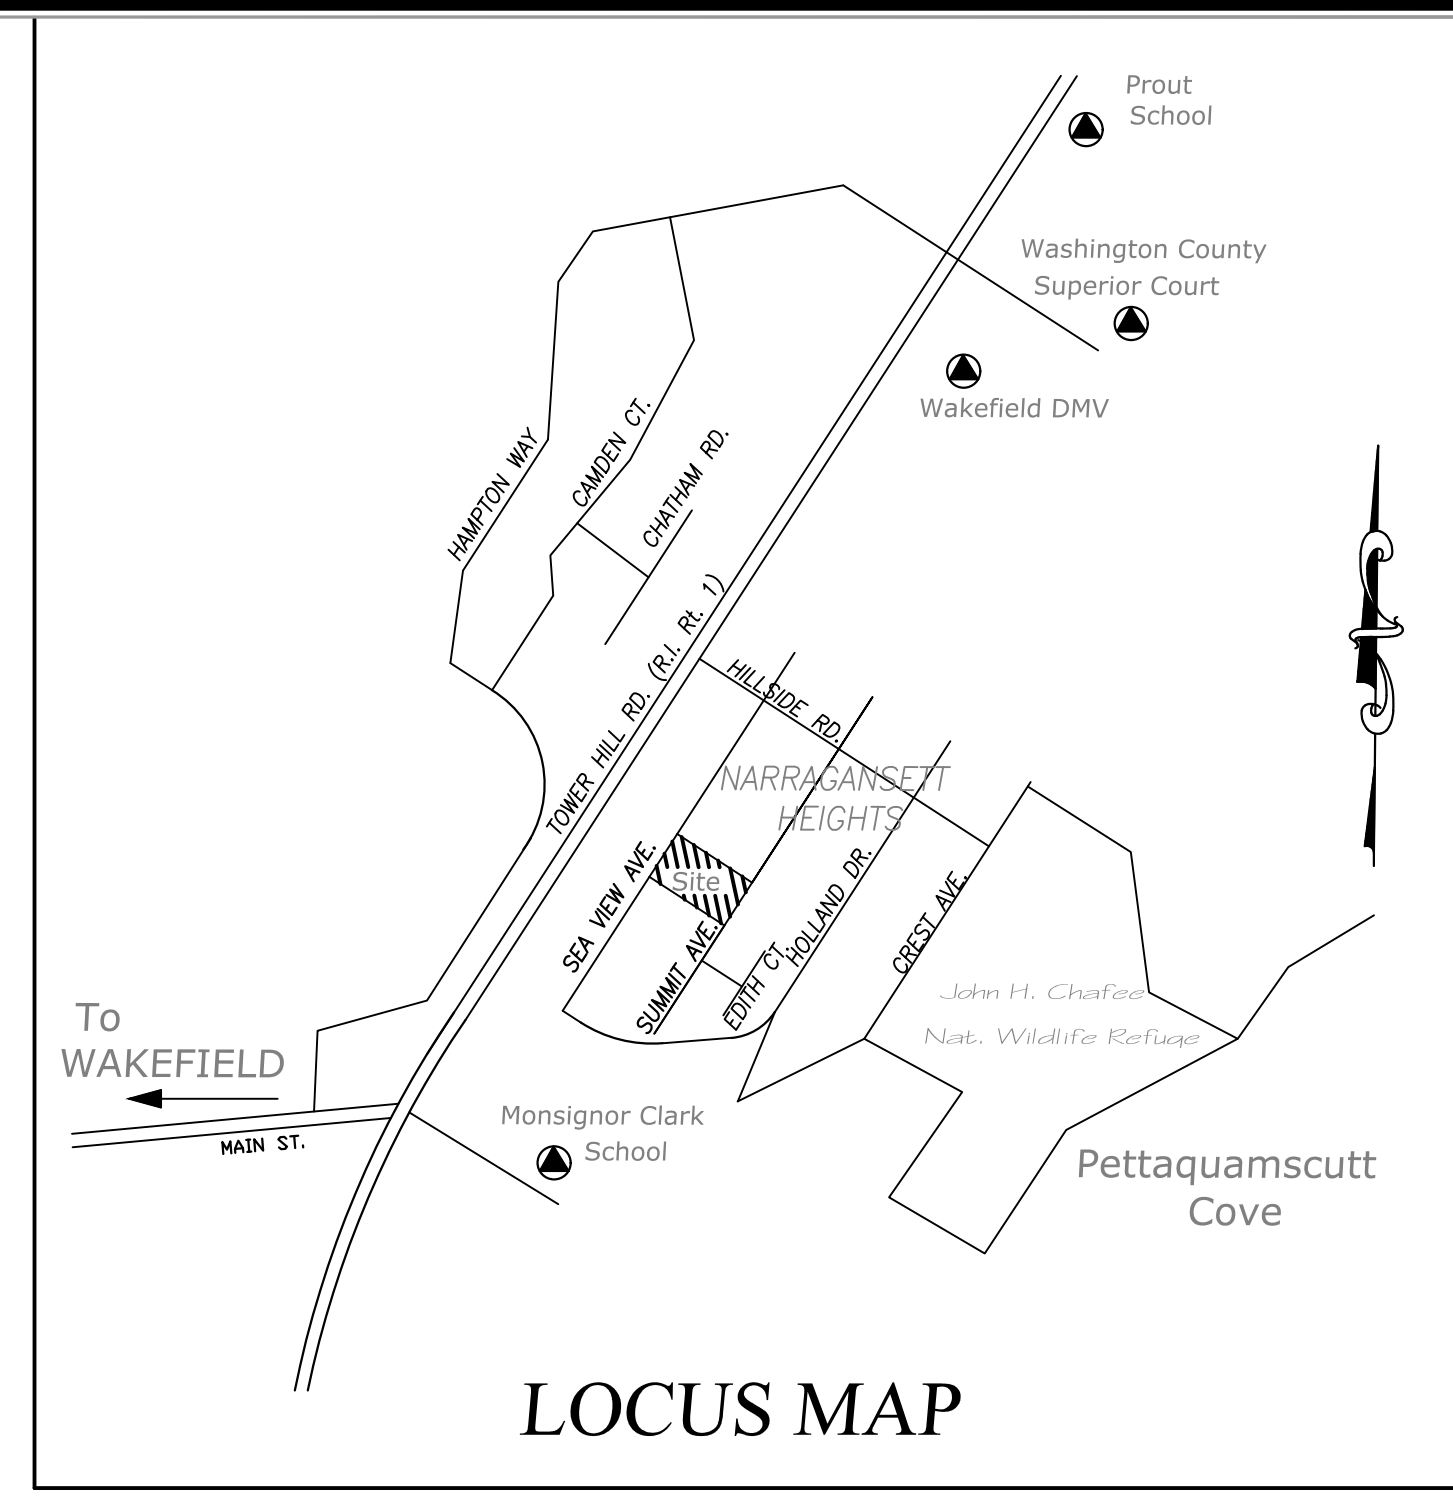 Prout
School
Washington County
Superior Court
Wakefield DMV
HAMPTON WAY
CAMDEN CT.
CHATHAM RD.
TOWER HILL RD. (R.I. Rt. 1)
HILLSIDE RD.
NARRAGANSETT
HEIGHTS
SEA VIEW AVE.
Site
SUMMIT AVE.
EDITH CT.
HOLLAND DR.
CREST AVE.
John H. Chafee
Nat. Wildlife Refuge
To
WAKEFIELD
MAIN ST.
Monsignor Clark
School
Pettaquamscutt
Cove
LOCUS MAP